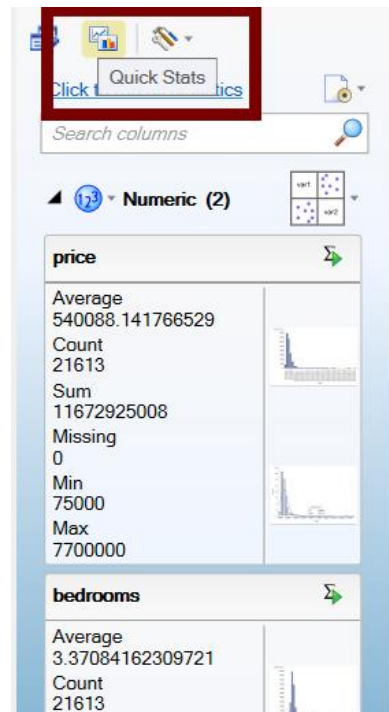 Quick Stats
Click t tics
Search columns
123 Numeric (2)
var1
var2
price
Average
540088.141766529
Count
21613
Sum
11672925008
Missing
0
Min
75000
Max
7700000
bedrooms
Average
3.37084162309721
Count
21613